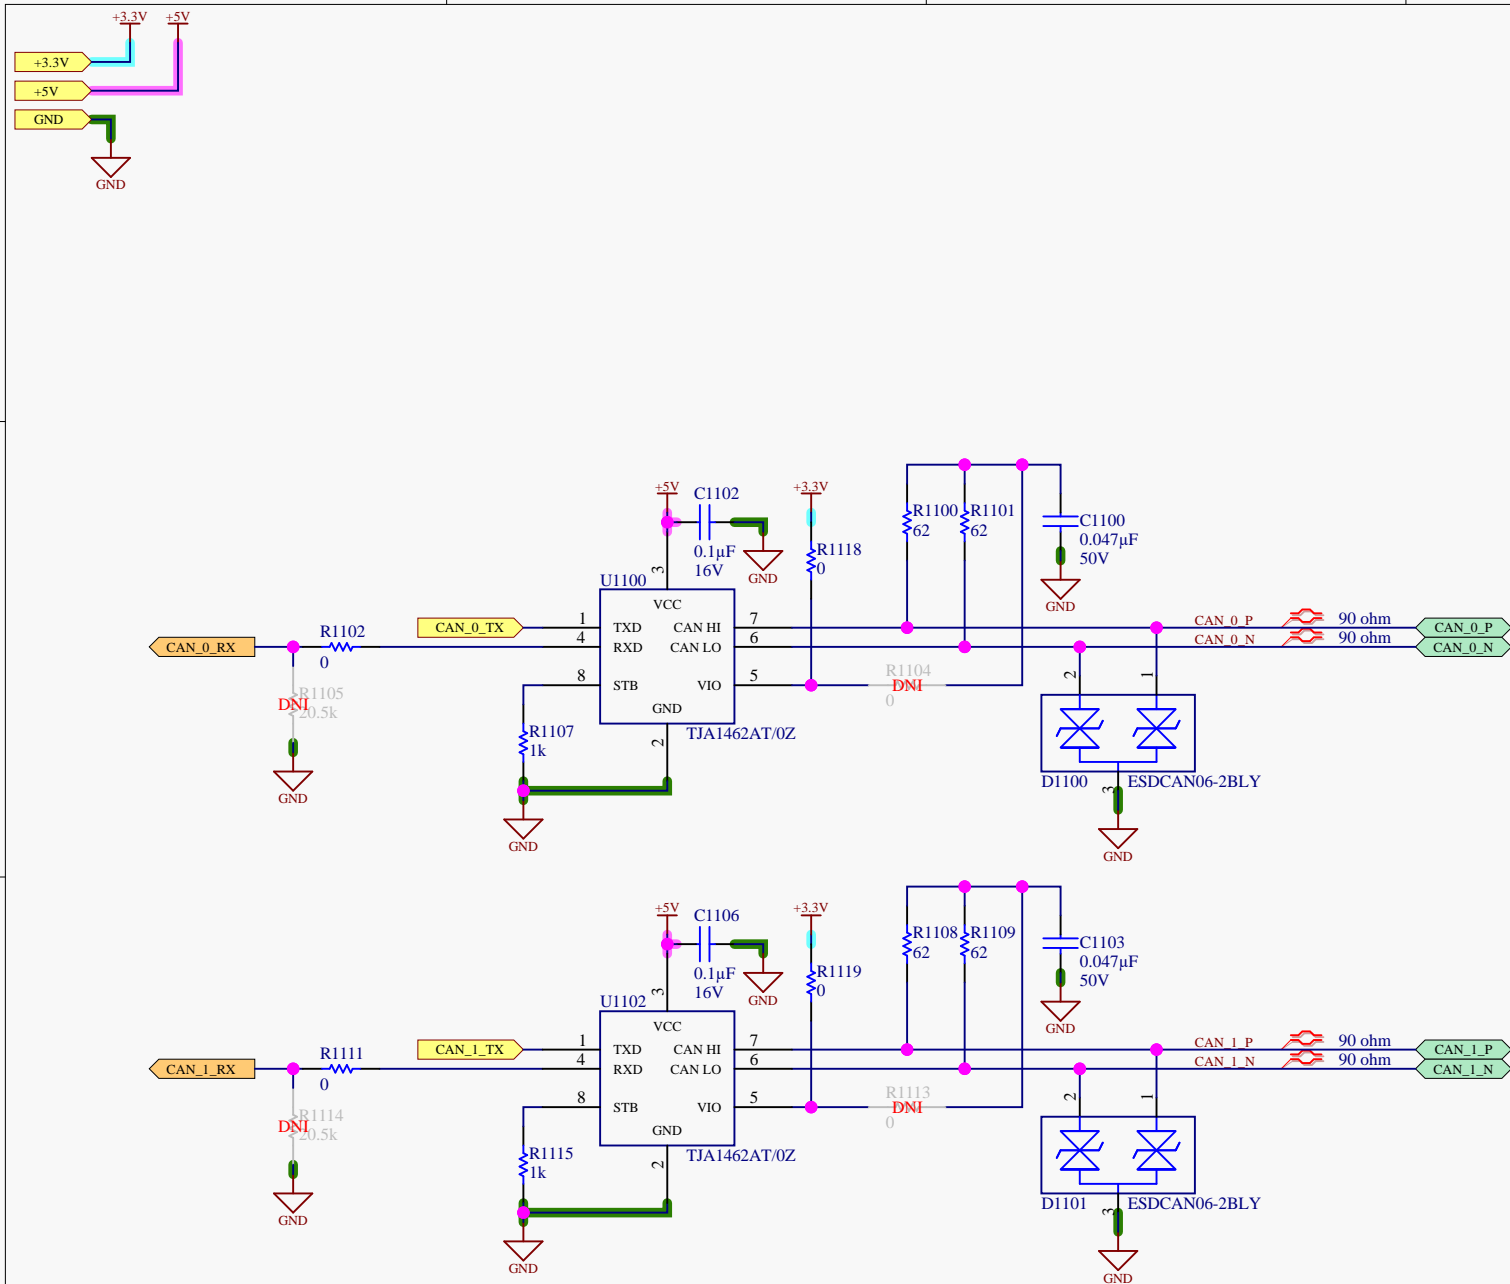 +3.3V +5V
+3.3V
+5V
GND
GND
+5V
C1102
0.1µF
16V
GND
+3.3V
R1118
0
R1100
62
R1101
62
C1100
0.047µF
50V
GND
U1100
3
VCC
CAN_0_TX
1 TXD CAN HI 7
4 RXD CAN LO 6
8 STB VIO 5
GND
2
TJA1462AT/0Z
CAN_0_RX
R1102
0
R1105
DNI
20.5k
GND
R1107
1k
GND
R1104
DNI
0
CAN_0_P 90 ohm CAN_0_P
CAN_0_N 90 ohm CAN_0_N
2 1
D1100 ESDCAN06-2BLY
3
GND
+5V
C1106
0.1µF
16V
GND
+3.3V
R1119
0
R1108
62
R1109
62
C1103
0.047µF
50V
GND
U1102
3
VCC
CAN_1_TX
1 TXD CAN HI 7
4 RXD CAN LO 6
8 STB VIO 5
GND
2
TJA1462AT/0Z
CAN_1_RX
R1111
0
R1114
DNI
20.5k
GND
R1115
1k
GND
R1113
DNI
0
CAN_1_P 90 ohm CAN_1_P
CAN_1_N 90 ohm CAN_1_N
2 1
D1101 ESDCAN06-2BLY
3
GND